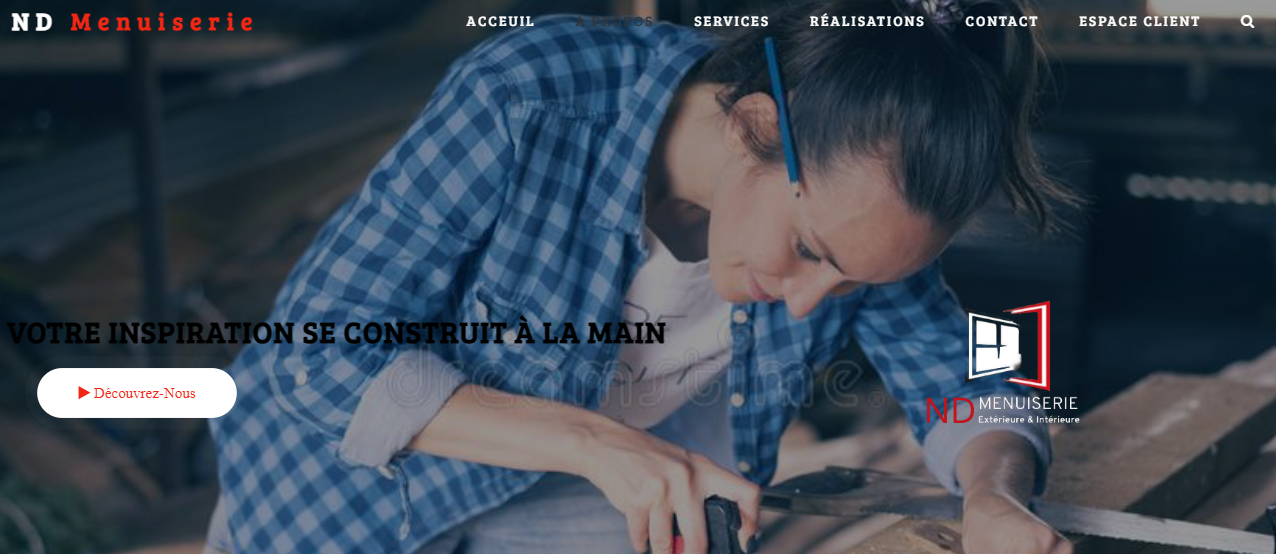 ND Menuiserie
ACCEUIL
À PROPOS
SERVICES
RÉALISATIONS
CONTACT
ESPACE CLIENT
VOTRE INSPIRATION SE CONSTRUIT À LA MAIN
Découvrez-Nous
dreamstime
ND MENUISERIE
Extérieure & Intérieure